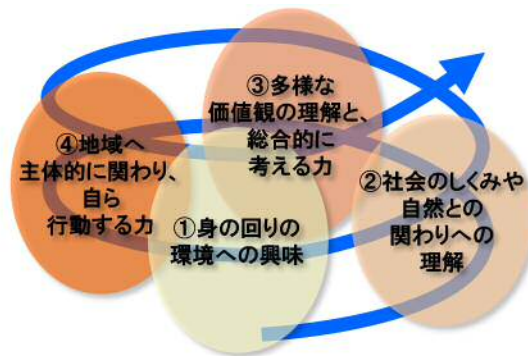 ①身の回りの
環境への興味
②社会のしくみや
自然との
関わりへの
理解
③多様な
価値観の理解と、
総合的に
考える力
④地域へ
主体的に関わり、
自ら
行動する力